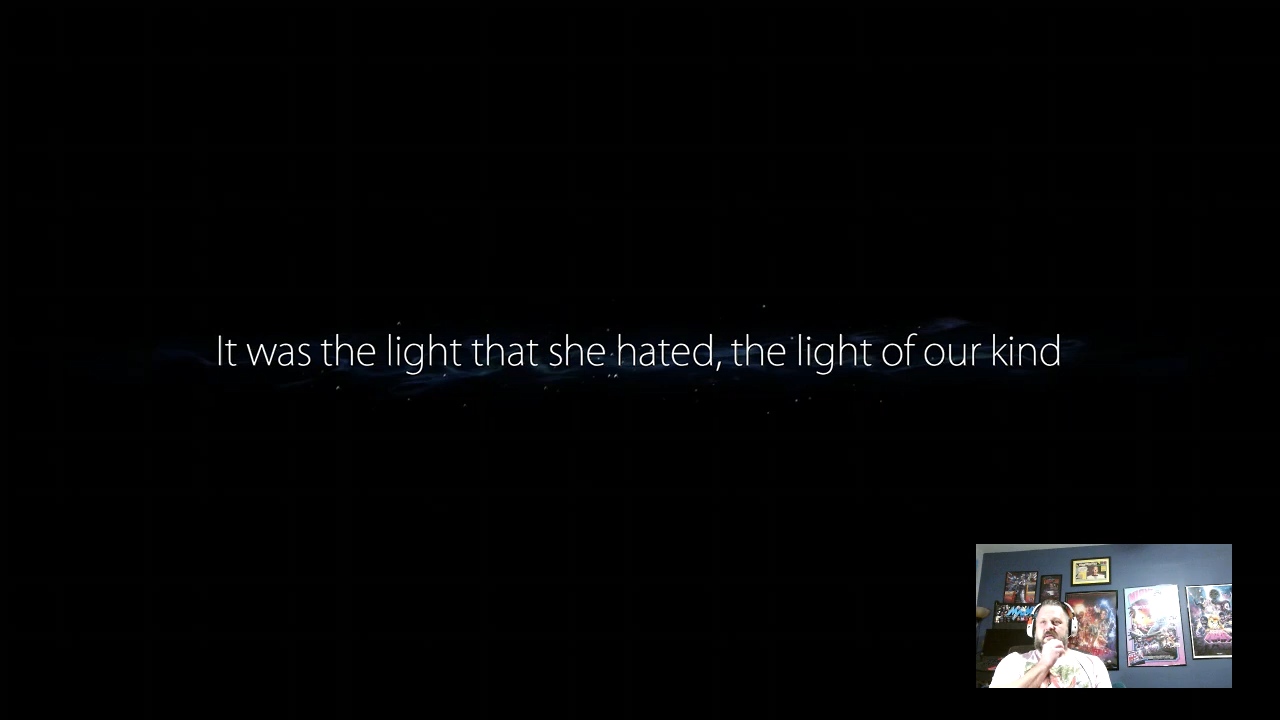 It was the light that she hated, the light of our kind